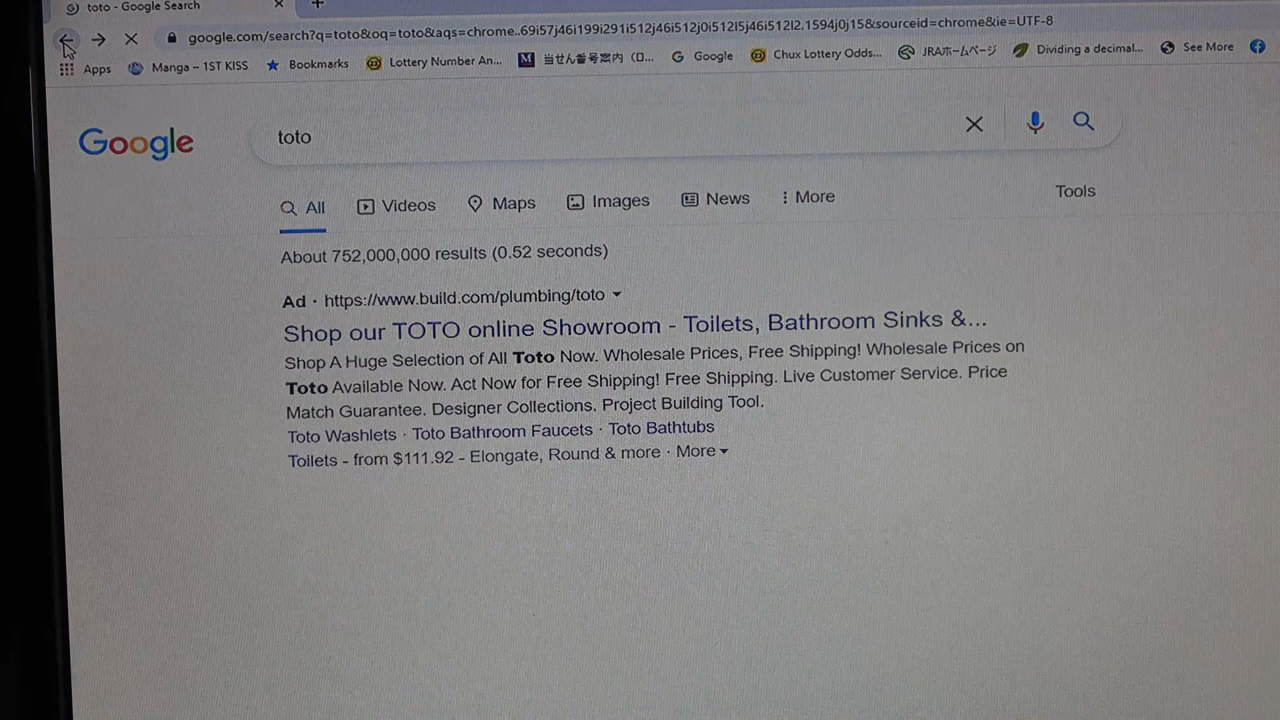 toto - Google Search
google.com/search?q=toto&oq=toto&aqs=chrome..69i57j46i199i291i512j46i512j0i512l5j46i512l2.1594j0j15&sourceid=chrome&ie=UTF-8
Apps Manga – 1ST KISS Bookmarks Lottery Number An... 当せん番号案内（ロ... Google Chux Lottery Odds... JRAホームページ Dividing a decimal... See More
Google
toto
All Videos Maps Images News More Tools
About 752,000,000 results (0.52 seconds)
Ad · https://www.build.com/plumbing/toto
Shop our TOTO online Showroom - Toilets, Bathroom Sinks &...
Shop A Huge Selection of All Toto Now. Wholesale Prices, Free Shipping! Wholesale Prices on
Toto Available Now. Act Now for Free Shipping! Free Shipping. Live Customer Service. Price
Match Guarantee. Designer Collections. Project Building Tool.
Toto Washlets · Toto Bathroom Faucets · Toto Bathtubs
Toilets - from $111.92 - Elongate, Round & more · More